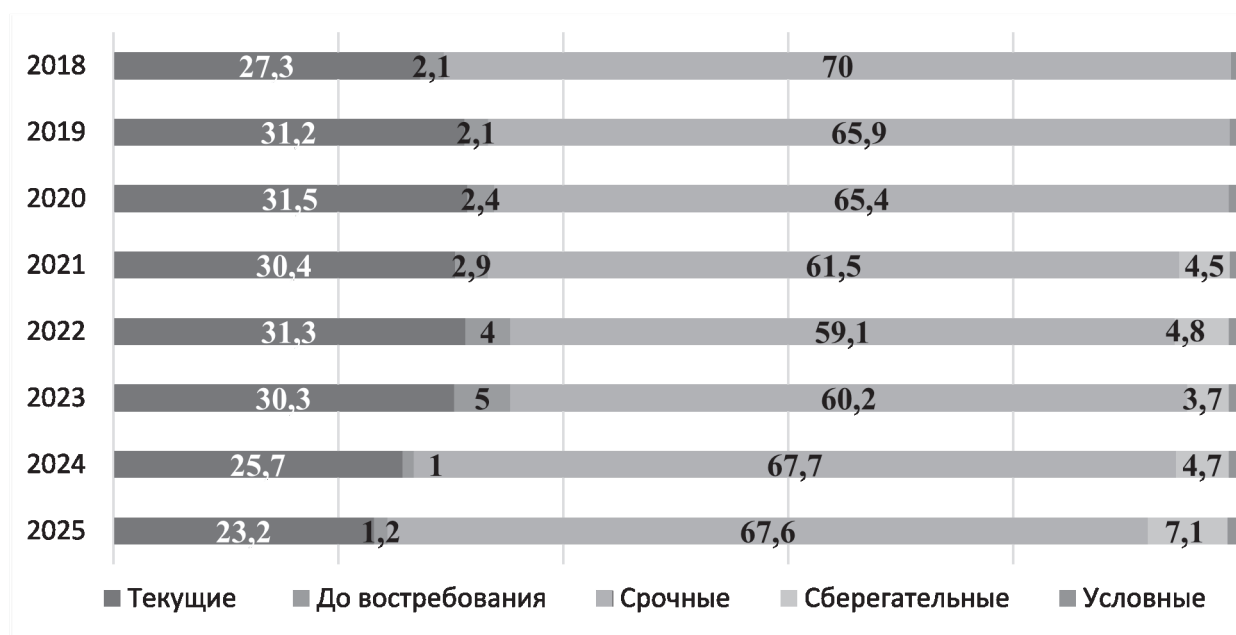 2018 27,3 2,1 70
2019 31,2 2,1 65,9
2020 31,5 2,4 65,4
2021 30,4 2,9 61,5 4,5
2022 31,3 4 59,1 4,8
2023 30,3 5 60,2 3,7
2024 25,7 1 67,7 4,7
2025 23,2 1,2 67,6 7,1
Текущие До востребования Срочные Сберегательные Условные